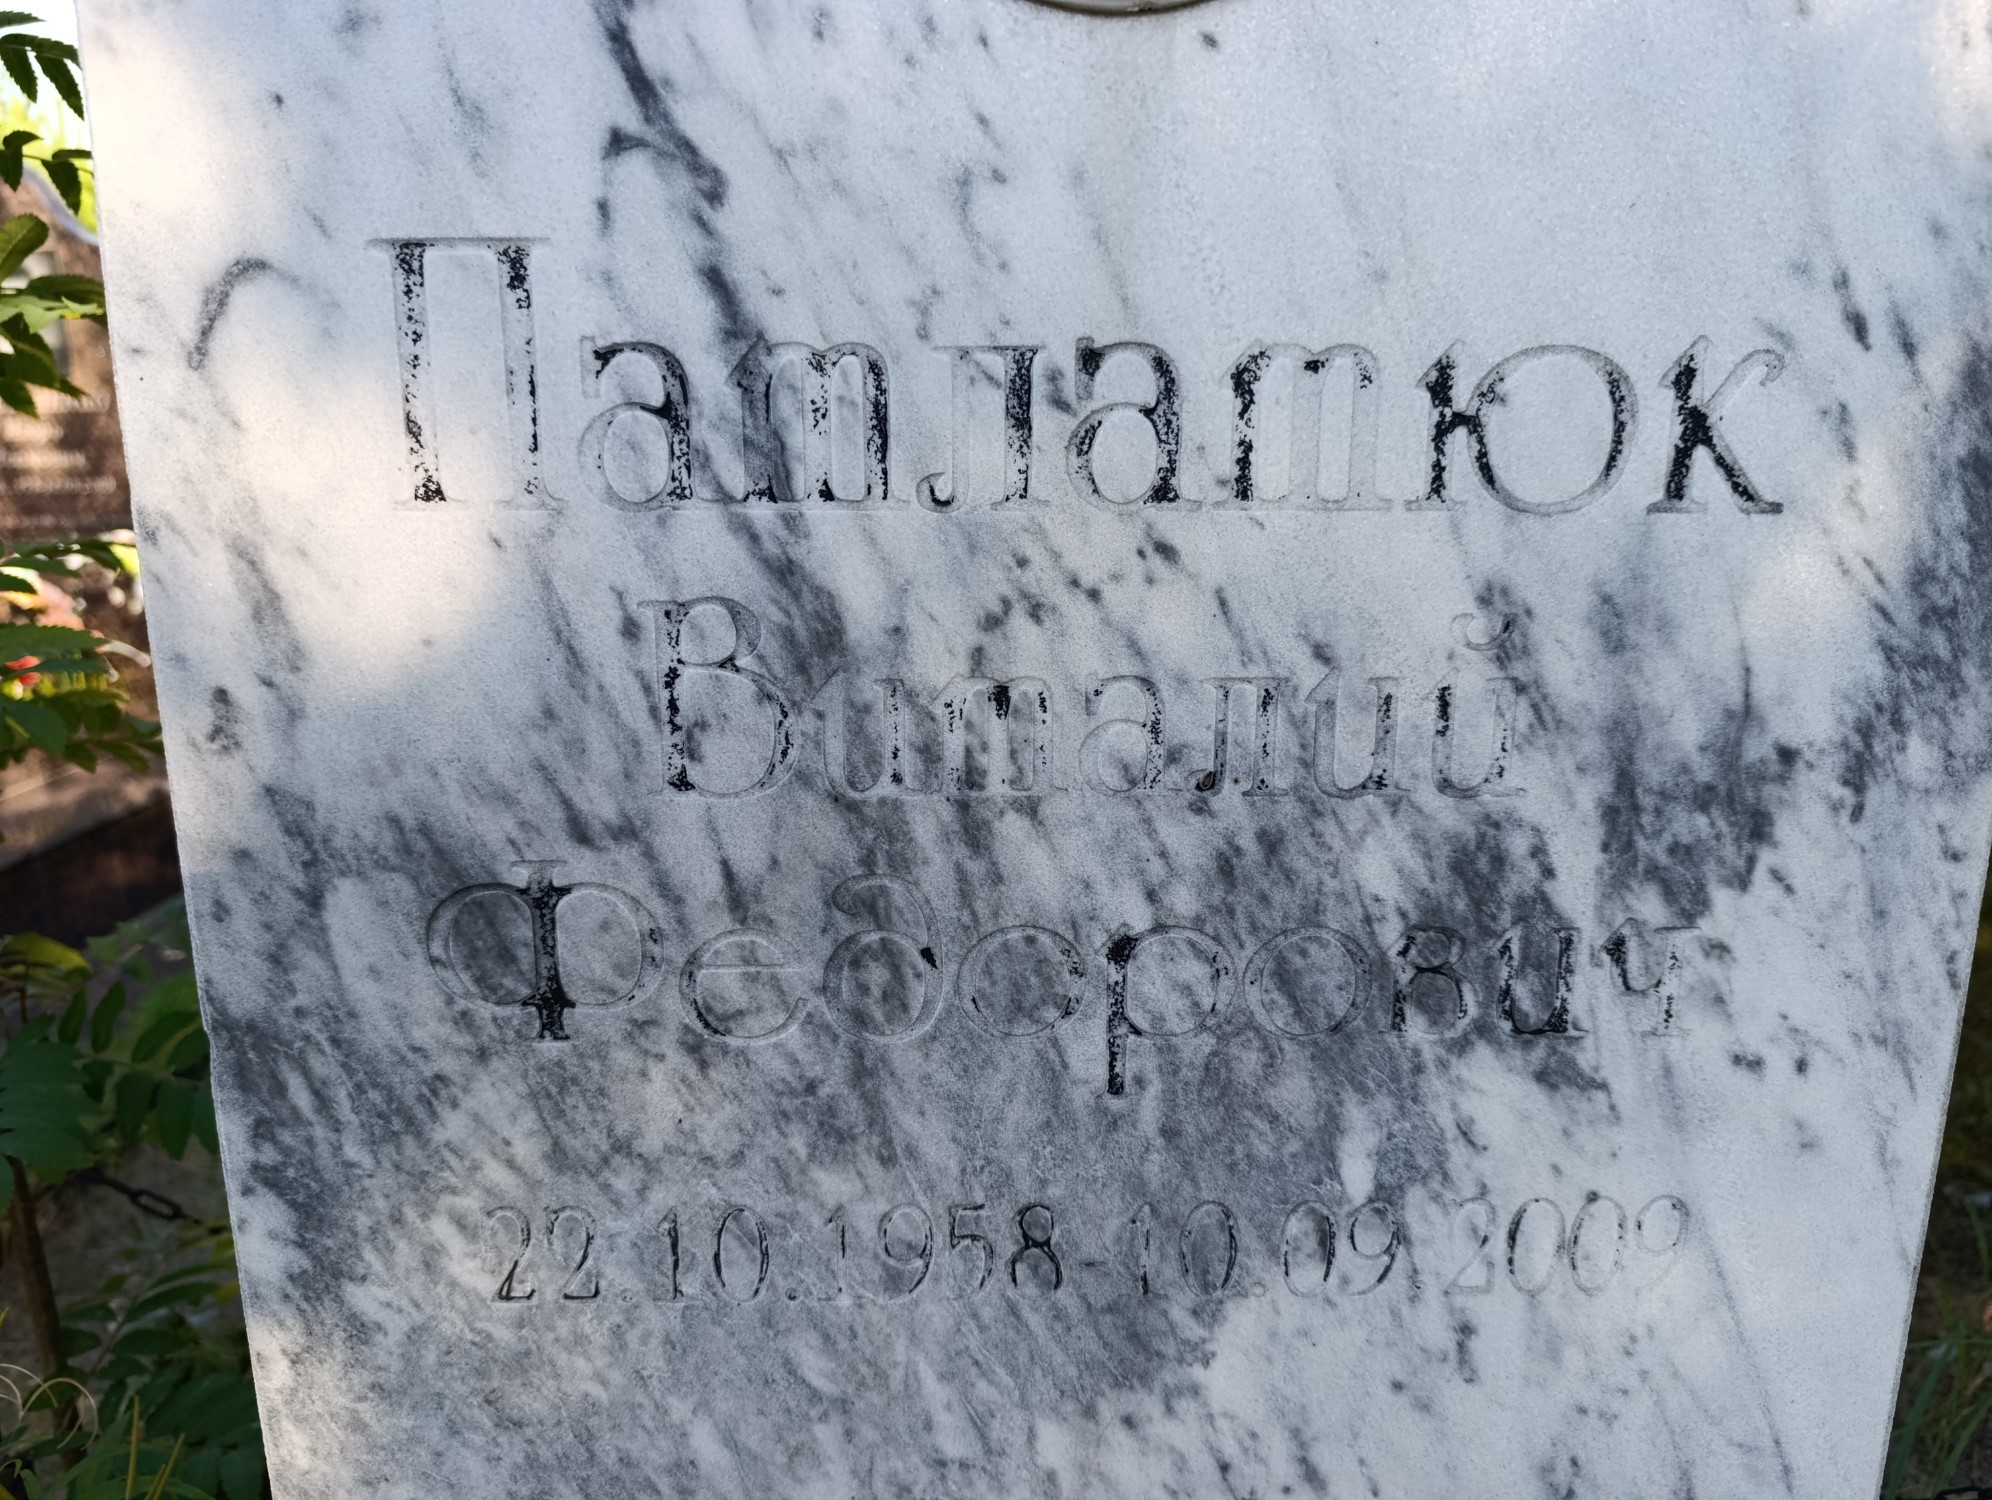 Патлатюк
Виталий
Федорович
22.10.1958-10.09.2009